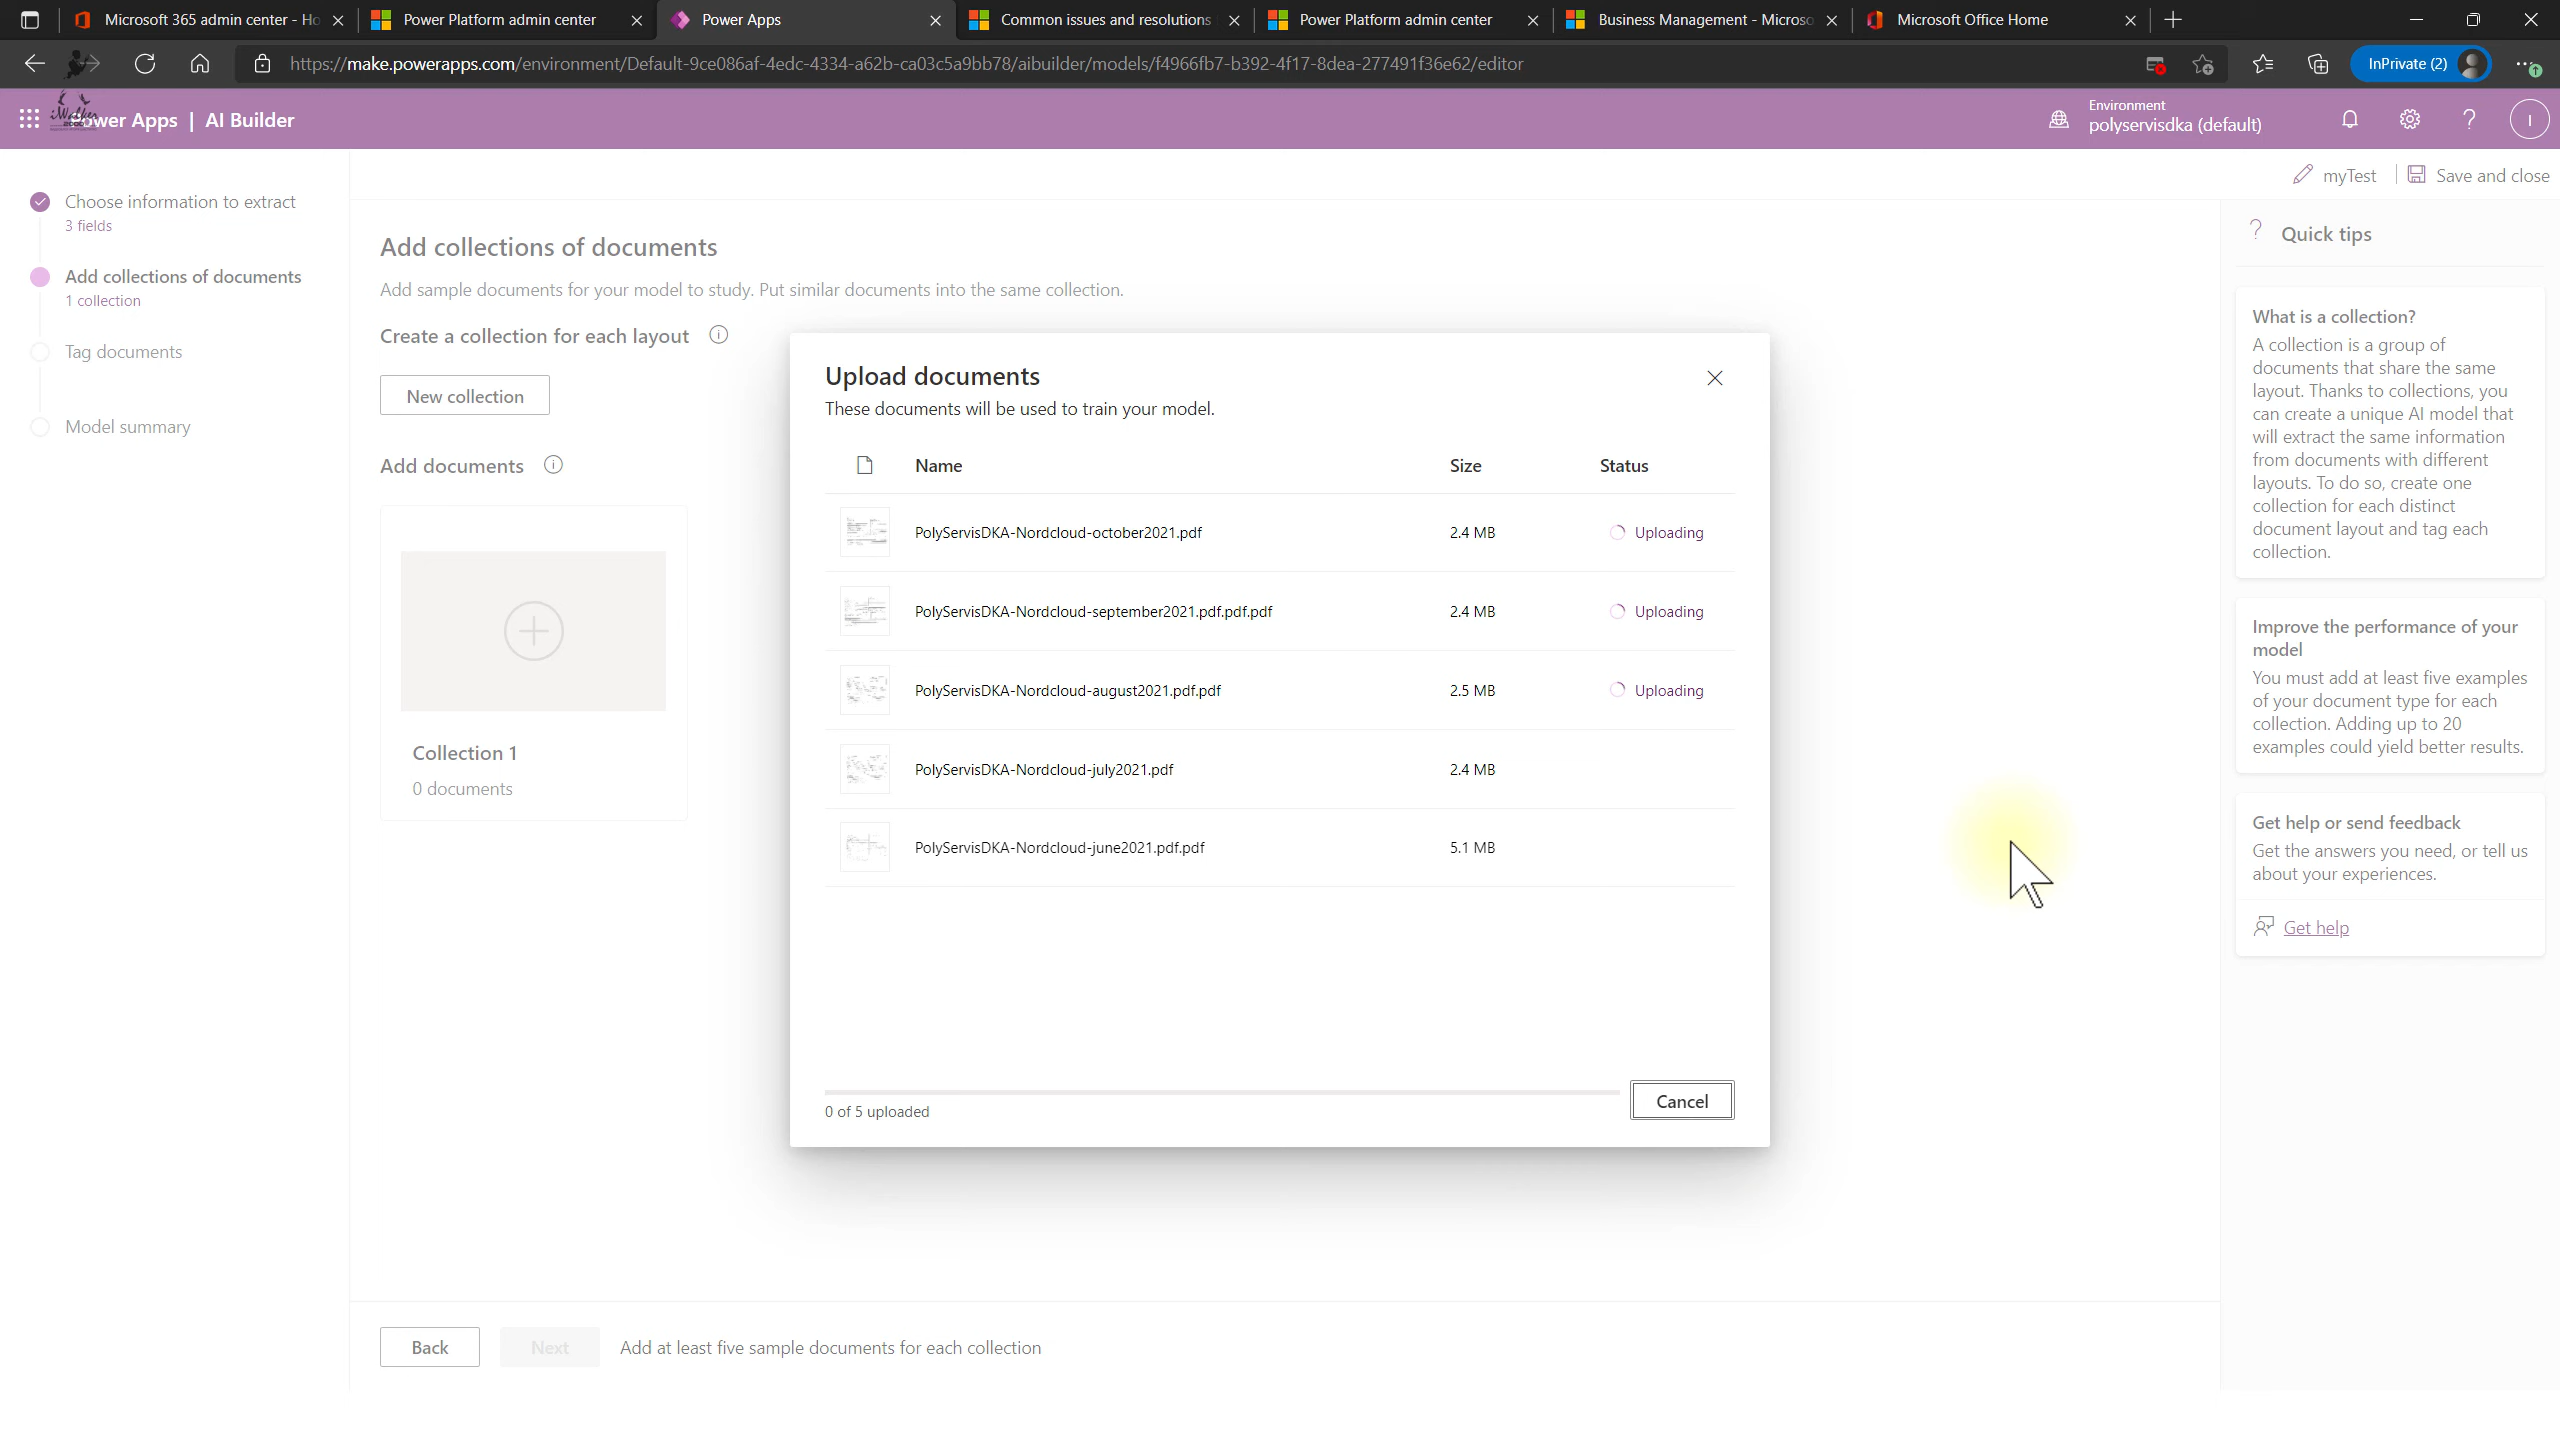 Microsoft 365 admin center - Ho
Power Platform admin center
Power Apps
Common issues and resolutions
Power Platform admin center
Business Management - Microso
Microsoft Office Home
https://make.powerapps.com/environment/Default-9ce086af-4edc-4334-a62b-ca03c5a9bb78/aibuilder/models/f4966fb7-b392-4f17-8dea-277491f36e62/editor
InPrivate (2)
Power Apps | AI Builder
Environment
polyservisdka (default)
I
myTest
Save and close
Choose information to extract
3 fields
Add collections of documents
1 collection
Tag documents
Model summary
Add collections of documents
Add sample documents for your model to study. Put similar documents into the same collection.
Create a collection for each layout
New collection
Add documents
Collection 1
0 documents
Upload documents
These documents will be used to train your model.
Name Size Status
PolyServisDKA-Nordcloud-october2021.pdf 2.4 MB Uploading
PolyServisDKA-Nordcloud-september2021.pdf.pdf.pdf 2.4 MB Uploading
PolyServisDKA-Nordcloud-august2021.pdf.pdf 2.5 MB Uploading
PolyServisDKA-Nordcloud-july2021.pdf 2.4 MB
PolyServisDKA-Nordcloud-june2021.pdf.pdf 5.1 MB
0 of 5 uploaded
Cancel
Quick tips
What is a collection?
A collection is a group of
documents that share the same
layout. Thanks to collections, you
can create a unique AI model that
will extract the same information
from documents with different
layouts. To do so, create one
collection for each distinct
document layout and tag each
collection.
Improve the performance of your
model
You must add at least five examples
of your document type for each
collection. Adding up to 20
examples could yield better results.
Get help or send feedback
Get the answers you need, or tell us
about your experiences.
Get help
Back
Next
Add at least five sample documents for each collection